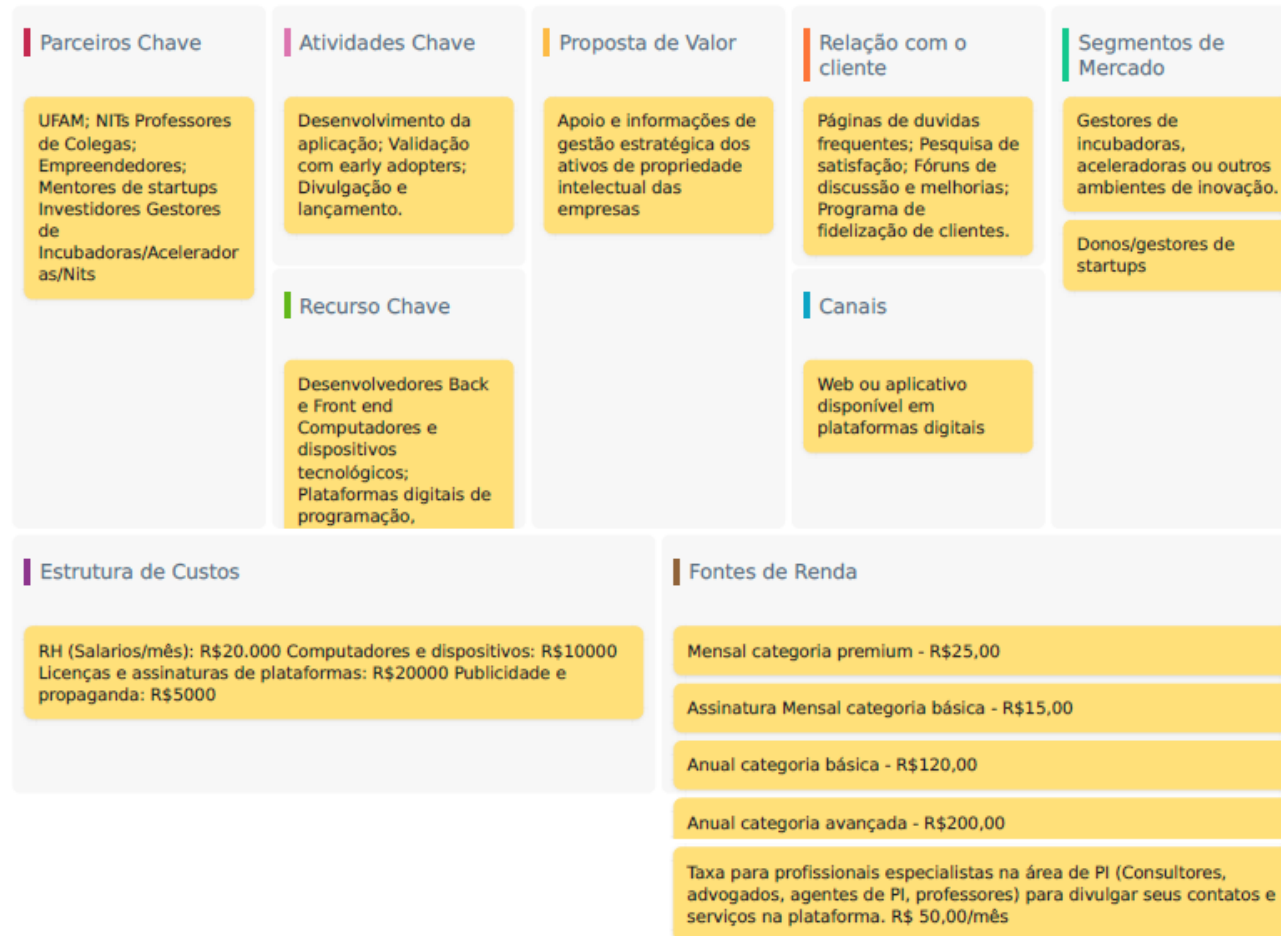 Parceiros Chave
UFAM; NITs Professores
de Colegas;
Empreendedores;
Mentores de startups
Investidores Gestores
de
Incubadoras/Acelerador
as/Nits
Atividades Chave
Desenvolvimento da
aplicação; Validação
com early adopters;
Divulgação e
lançamento.
Recurso Chave
Desenvolvedores Back
e Front end
Computadores e
dispositivos
tecnológicos;
Plataformas digitais de
programação,
Proposta de Valor
Apoio e informações de
gestão estratégica dos
ativos de propriedade
intelectual das
empresas
Relação com o
cliente
Páginas de duvidas
frequentes; Pesquisa de
satisfação; Fóruns de
discussão e melhorias;
Programa de
fidelização de clientes.
Canais
Web ou aplicativo
disponível em
plataformas digitais
Segmentos de
Mercado
Gestores de
incubadoras,
aceleradoras ou outros
ambientes de inovação.
Donos/gestores de
startups
Estrutura de Custos
RH (Salarios/mês): R$20.000 Computadores e dispositivos: R$10000
Licenças e assinaturas de plataformas: R$20000 Publicidade e
propaganda: R$5000
Fontes de Renda
Mensal categoria premium - R$25,00
Assinatura Mensal categoria básica - R$15,00
Anual categoria básica - R$120,00
Anual categoria avançada - R$200,00
Taxa para profissionais especialistas na área de PI (Consultores,
advogados, agentes de PI, professores) para divulgar seus contatos e
serviços na plataforma. R$ 50,00/mês